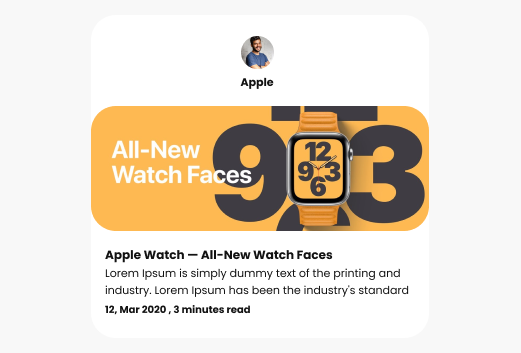 Apple
All-New
Watch Faces
9 3
12
9 3
6
Apple Watch — All-New Watch Faces
Lorem Ipsum is simply dummy text of the printing and
industry. Lorem Ipsum has been the industry's standard
12, Mar 2020 , 3 minutes read